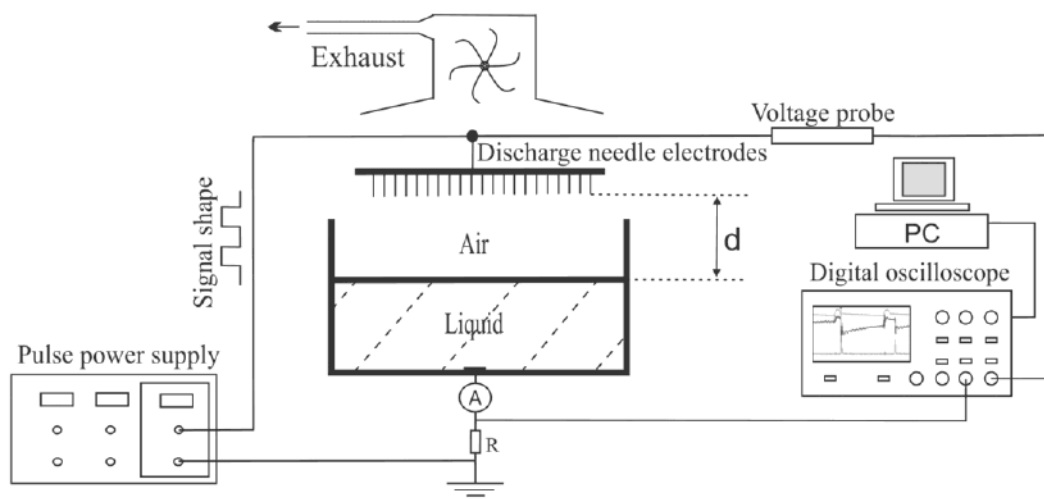 Exhaust
Voltage probe
Discharge needle electrodes
Signal shape
Air
d
PC
Digital oscilloscope
Liquid
Pulse power supply
A
R